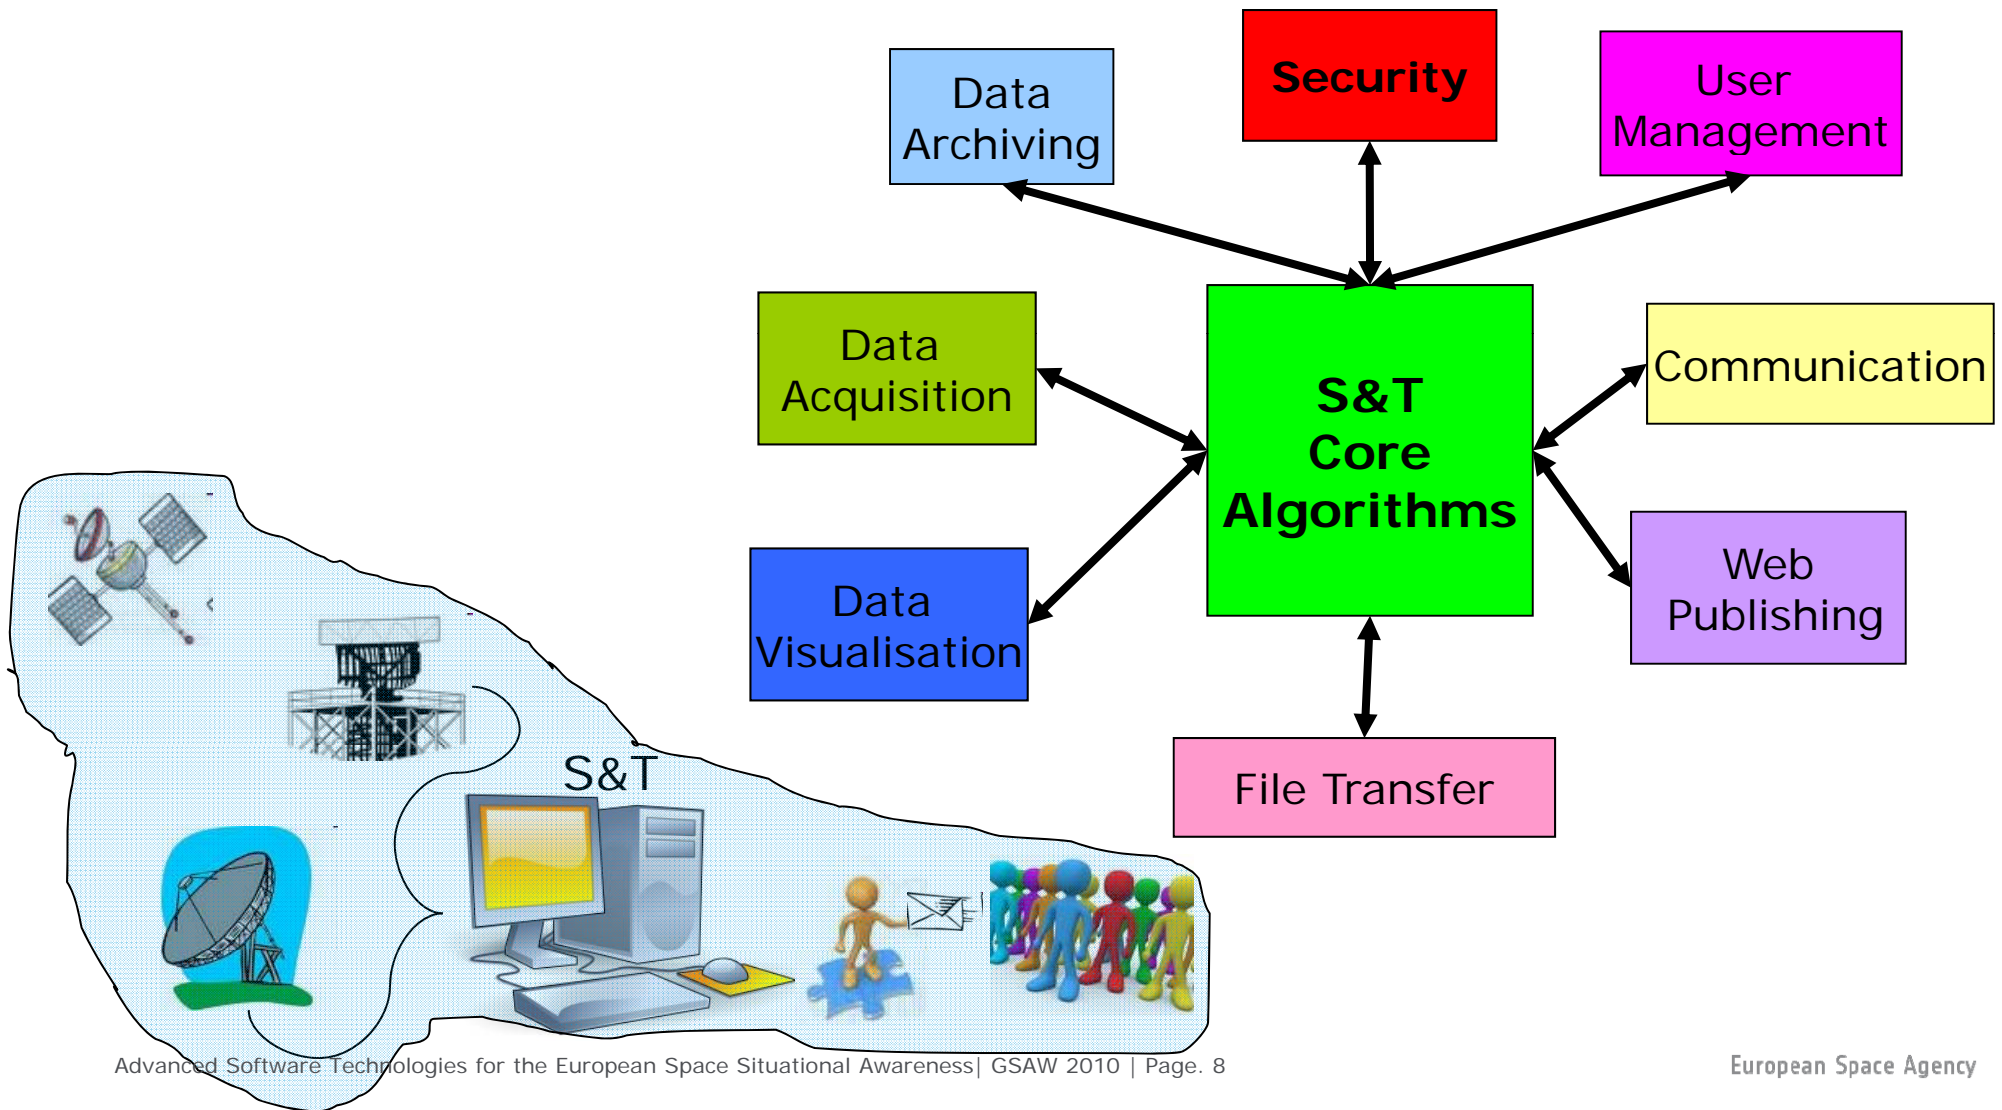 Data
Archiving
Security
User
Management
Data
Acquisition
S&T
Core
Algorithms
Communication
Data
Visualisation
Web
Publishing
File Transfer
S&T
Advanced Software Technologies for the European Space Situational Awareness| GSAW 2010 | Page. 8
European Space Agency